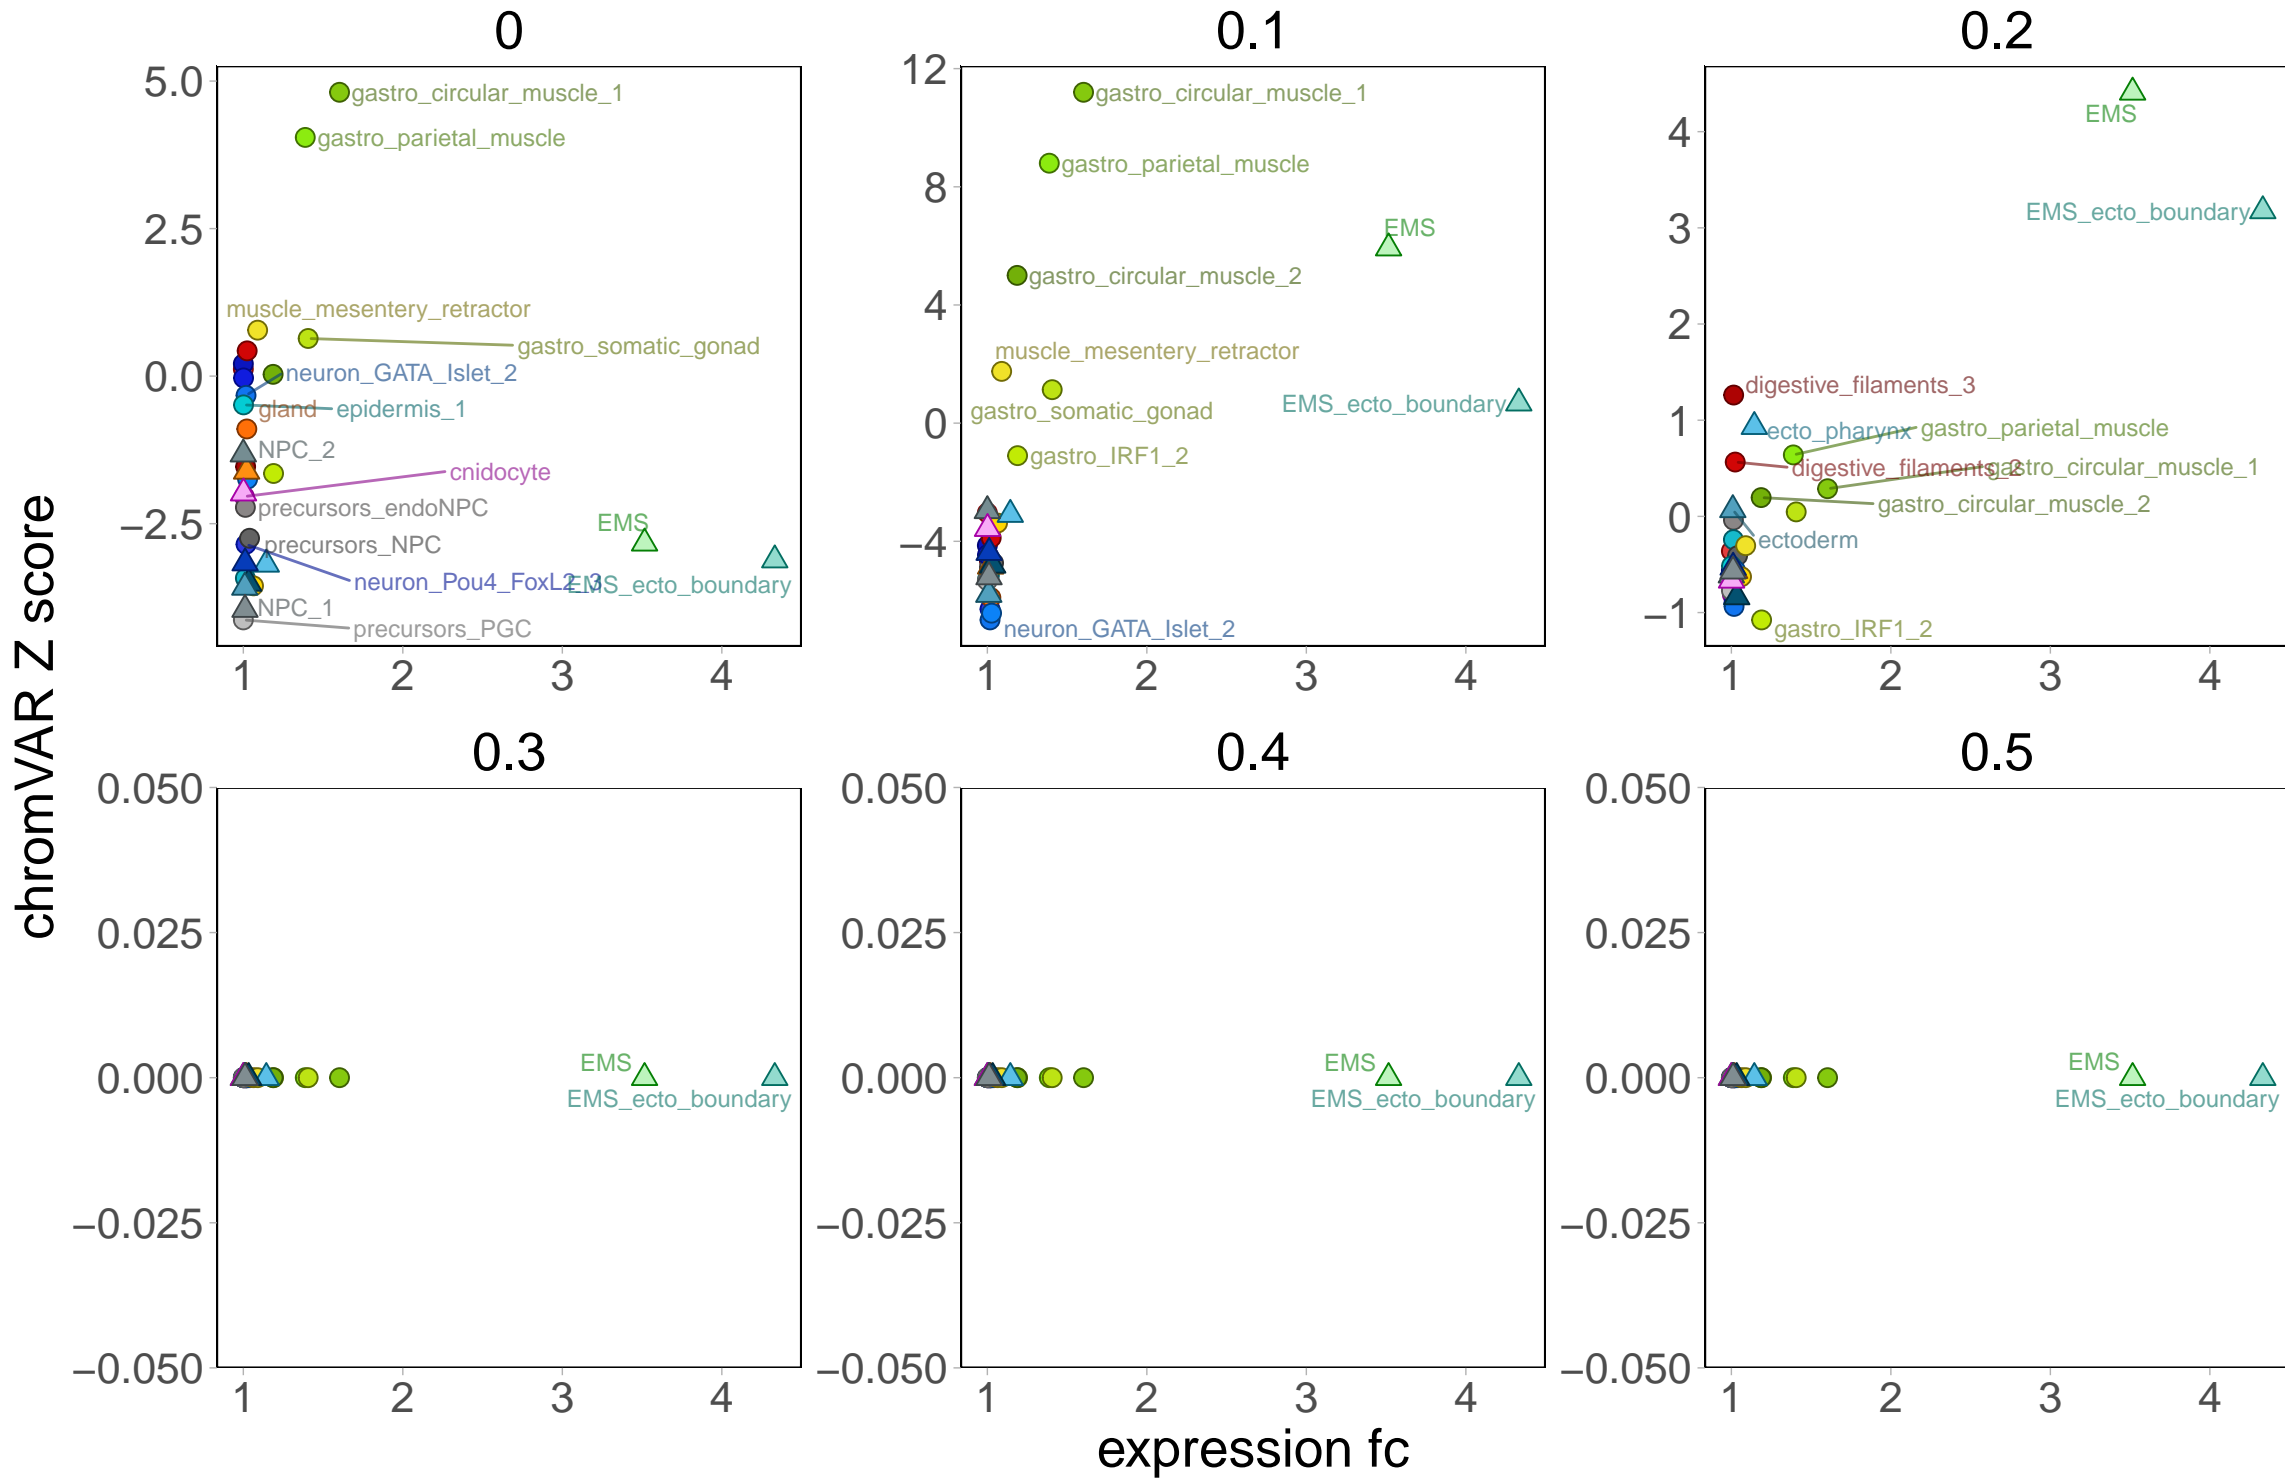 0
0.1
0.2
5.0
2.5
0.0
−2.5
gastro_circular_muscle_1
gastro_parietal_muscle
muscle_mesentery_retractor
gastro_somatic_gonad
neuron_GATA_Islet_2
gland
epidermis_1
NPC_2
cnidocyte
precursors_endoNPC
EMS
precursors_NPC
neuron_Pou4_FoxL2_3
EMS_ecto_boundary
NPC_1
precursors_PGC
1 2 3 4
12
8
4
0
−4
gastro_circular_muscle_1
gastro_parietal_muscle
EMS
gastro_circular_muscle_2
muscle_mesentery_retractor
gastro_somatic_gonad
EMS_ecto_boundary
gastro_IRF1_2
neuron_GATA_Islet_2
1 2 3 4
4
3
2
1
0
−1
EMS
EMS_ecto_boundary
digestive_filaments_3
ecto_pharynx
gastro_parietal_muscle
digestive_filaments_2
gastro_circular_muscle_1
gastro_circular_muscle_2
ectoderm
gastro_IRF1_2
1 2 3 4
chromVAR Z score
0.3
0.4
0.5
0.050
0.025
0.000
−0.025
−0.050
EMS
EMS_ecto_boundary
1 2 3 4
0.050
0.025
0.000
−0.025
−0.050
EMS
EMS_ecto_boundary
1 2 3 4
0.050
0.025
0.000
−0.025
−0.050
EMS
EMS_ecto_boundary
1 2 3 4
expression fc